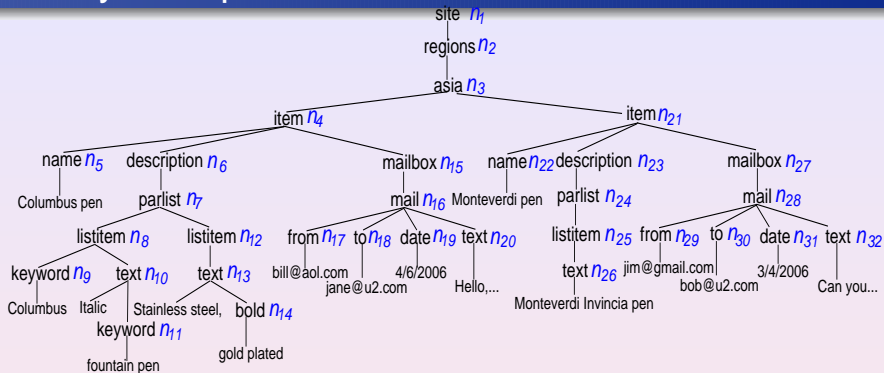 site n1
regions n2
asia n3
item n4 item n21
name n5 description n6 mailbox n15 name n22 description n23 mailbox n27
Columbus pen parlist n7 mail n16 Monteverdi pen parlist n24 mail n28
listitem n8 listitem n12 from n17 to n18 date n19 text n20 listitem n25 from n29 to n30 date n31 text n32
keyword n9 text n10 text n13 bill@aol.com 4/6/2006 text n26 jim@gmail.com 3/4/2006
jane@u2.com Hello,... bob@u2.com Can you...
Columbus Italic Stainless steel, bold n14 Monteverdi Invincia pen
keyword n11
fountain pen gold plated